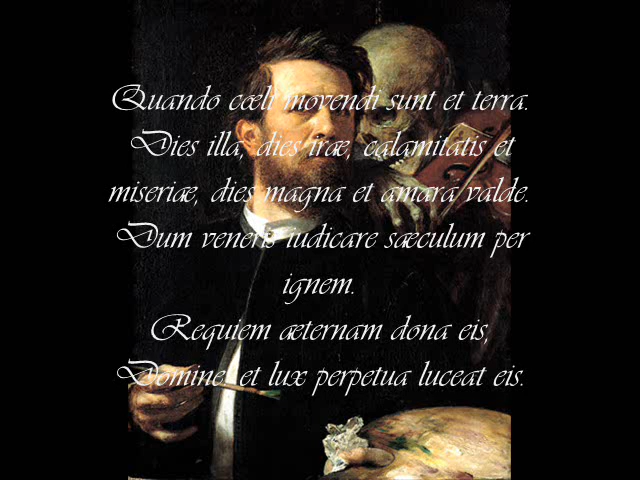 Quando cæli movendi sunt et terra.
Dies illa, dies iræ, calamitatis et
miseriæ, dies magna et amara valde.
Dum veneris iudicare sæculum per
ignem.
Requiem æternam dona eis,
Domine, et lux perpetua luceat eis.